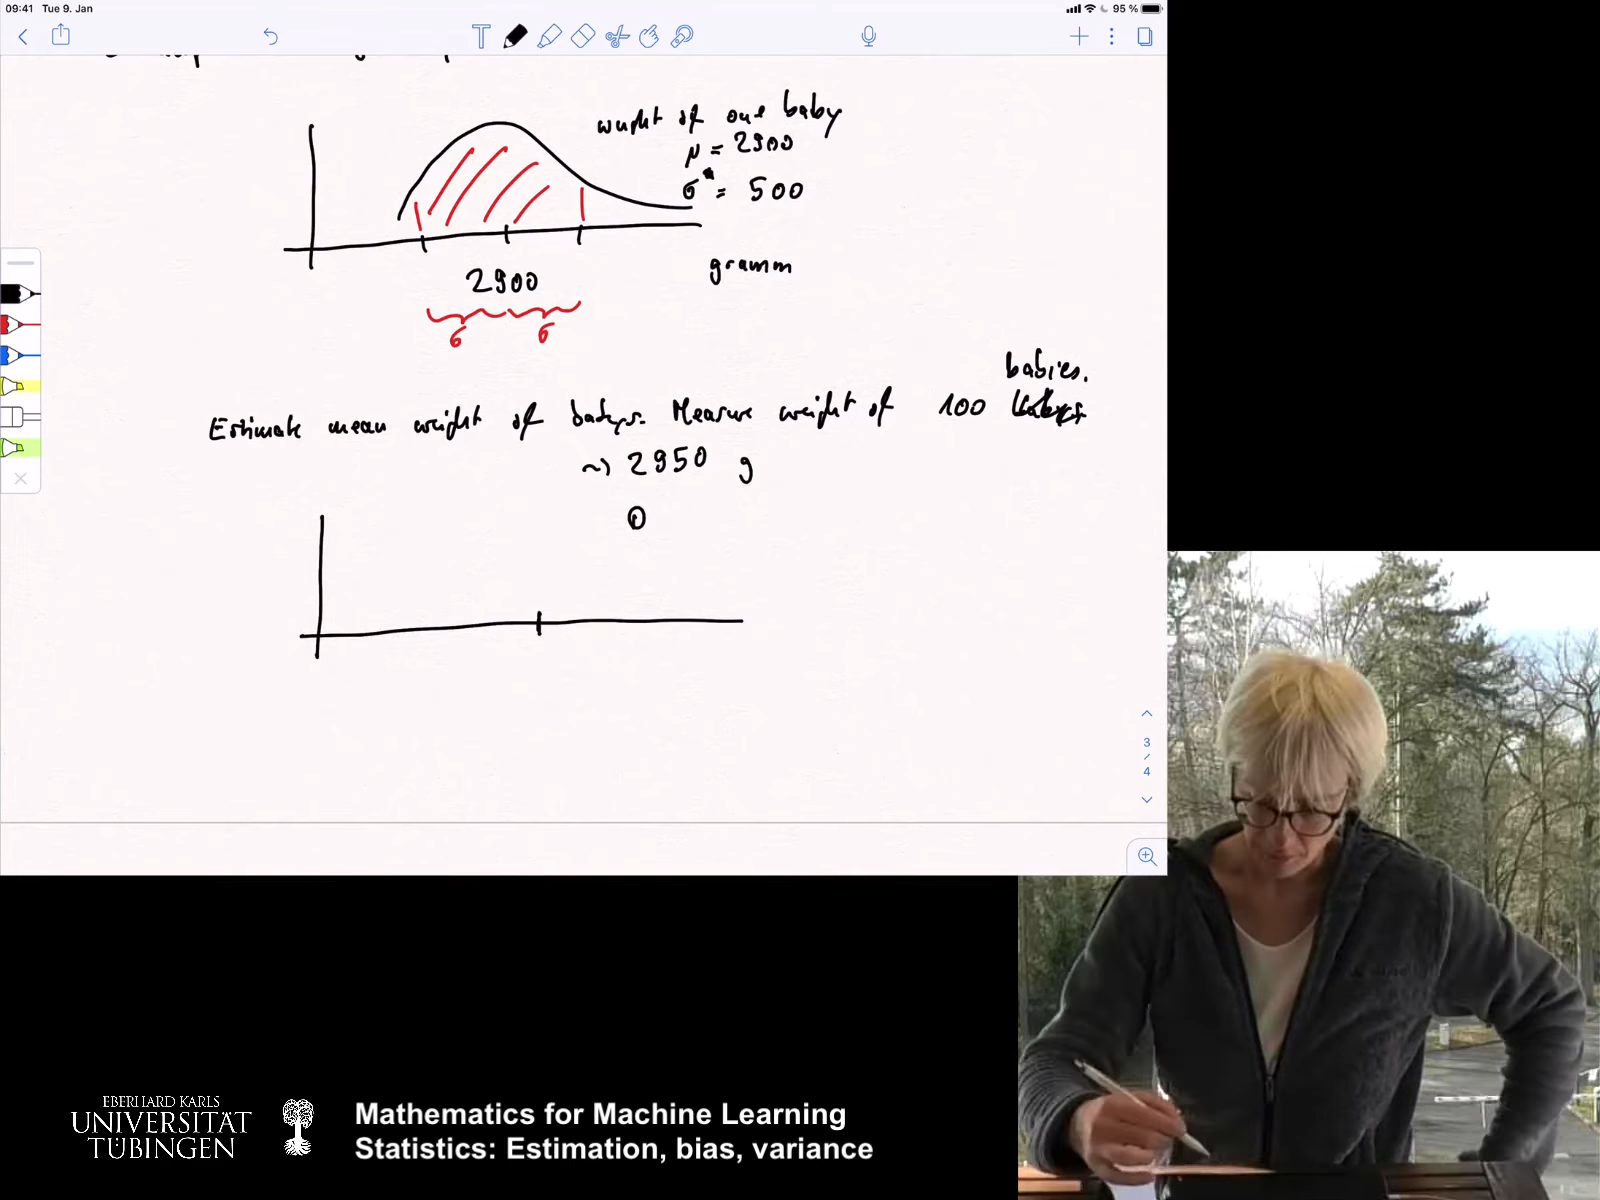 09:41 Tue 9. Jan
95 %
weight of one baby
μ = 2900
σ = 500
gramm
2900
σ σ
babies.
Estimate mean weight of babys. Measure weight of 100
~) 2950 g
3
/
4
EBERHARD KARLS
UNIVERSITÄT
TÜBINGEN
Mathematics for Machine Learning
Statistics: Estimation, bias, variance